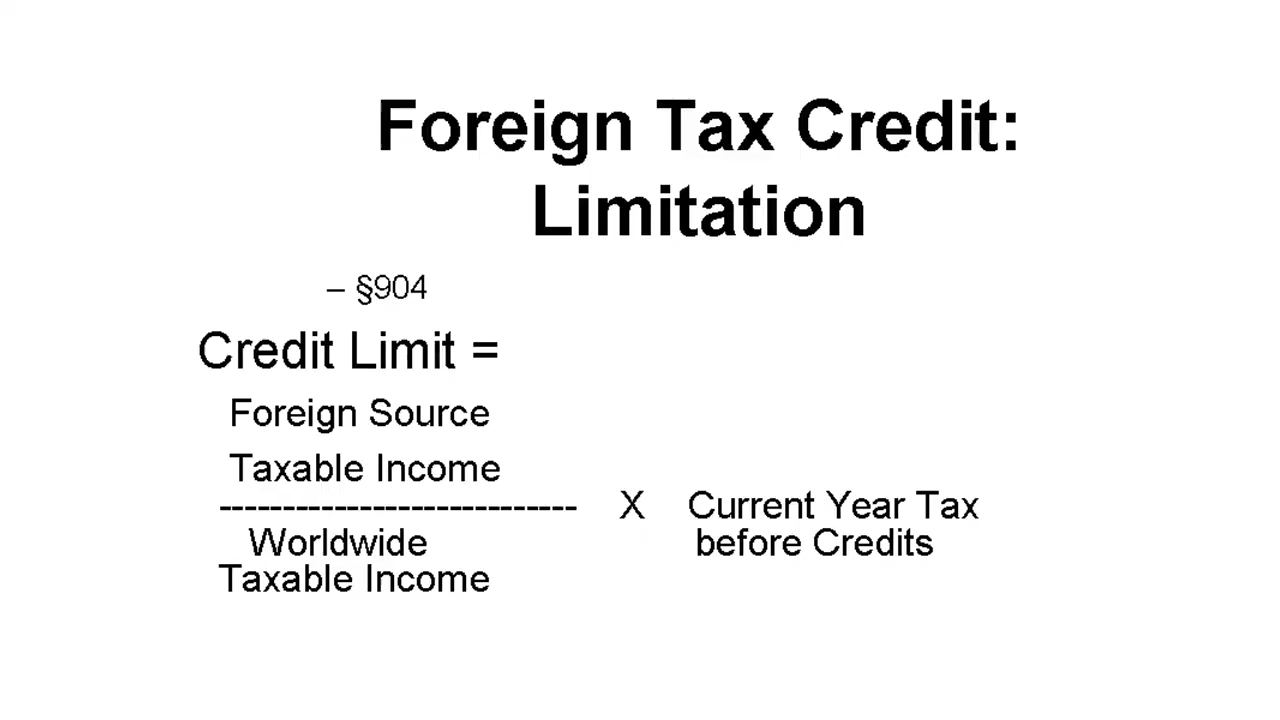 Foreign Tax Credit:
Limitation
– §904
Credit Limit =
Foreign Source
Taxable Income
---------------------------- X Current Year Tax
Worldwide before Credits
Taxable Income